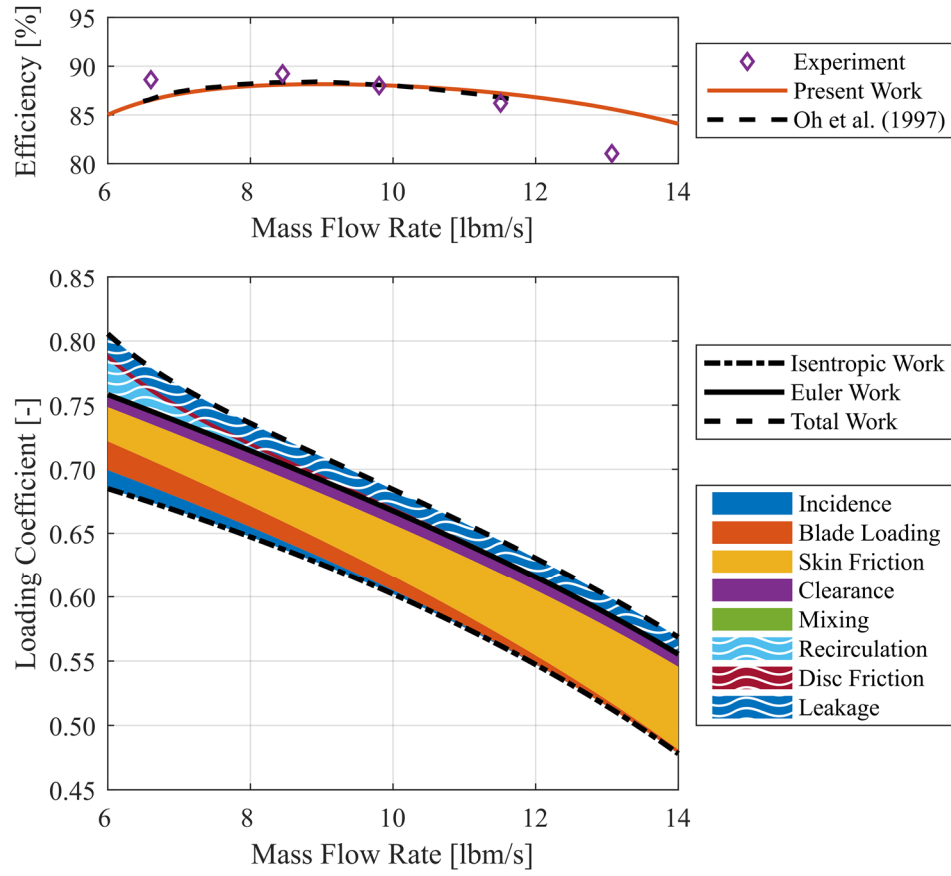 Efficiency [%]
95
90
85
80
6
8
10
12
14
Mass Flow Rate [lbm/s]
Experiment
Present Work
Oh et al. (1997)
Loading Coefficient [-]
0.85
0.80
0.75
0.70
0.65
0.60
0.55
0.50
0.45
6
8
10
12
14
Mass Flow Rate [lbm/s]
Isentropic Work
Euler Work
Total Work
Incidence
Blade Loading
Skin Friction
Clearance
Mixing
Recirculation
Disc Friction
Leakage